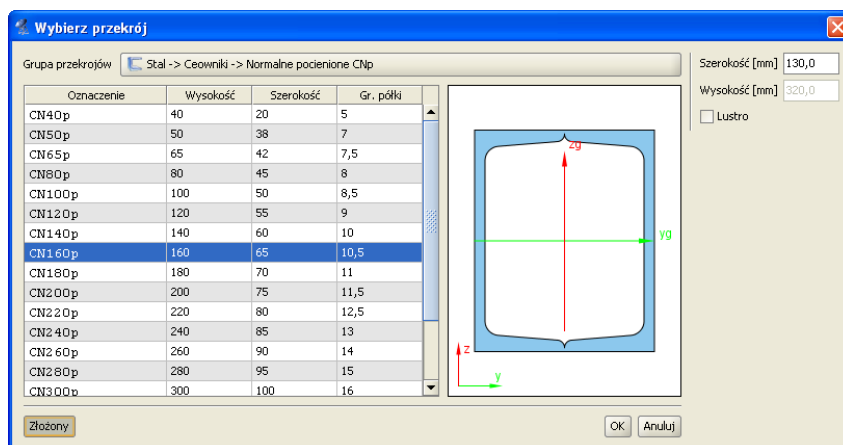 Wybierz przekrój
Grupa przekrojów Stal -> Ceowniki -> Normalne pocienione CNp
Szerokość [mm] 130,0
Wysokość [mm] 320,0
Lustro
Oznaczenie Wysokość Szerokość Gr. półki
CN40p 40 20 5
CN50p 50 38 7
CN65p 65 42 7,5
CN80p 80 45 8
CN100p 100 50 8,5
CN120p 120 55 9
CN140p 140 60 10
CN160p 160 65 10,5
CN180p 180 70 11
CN200p 200 75 11,5
CN220p 220 80 12,5
CN240p 240 85 13
CN260p 260 90 14
CN280p 280 95 15
CN300p 300 100 16
zg
yg
z
y
Złożony OK Anuluj